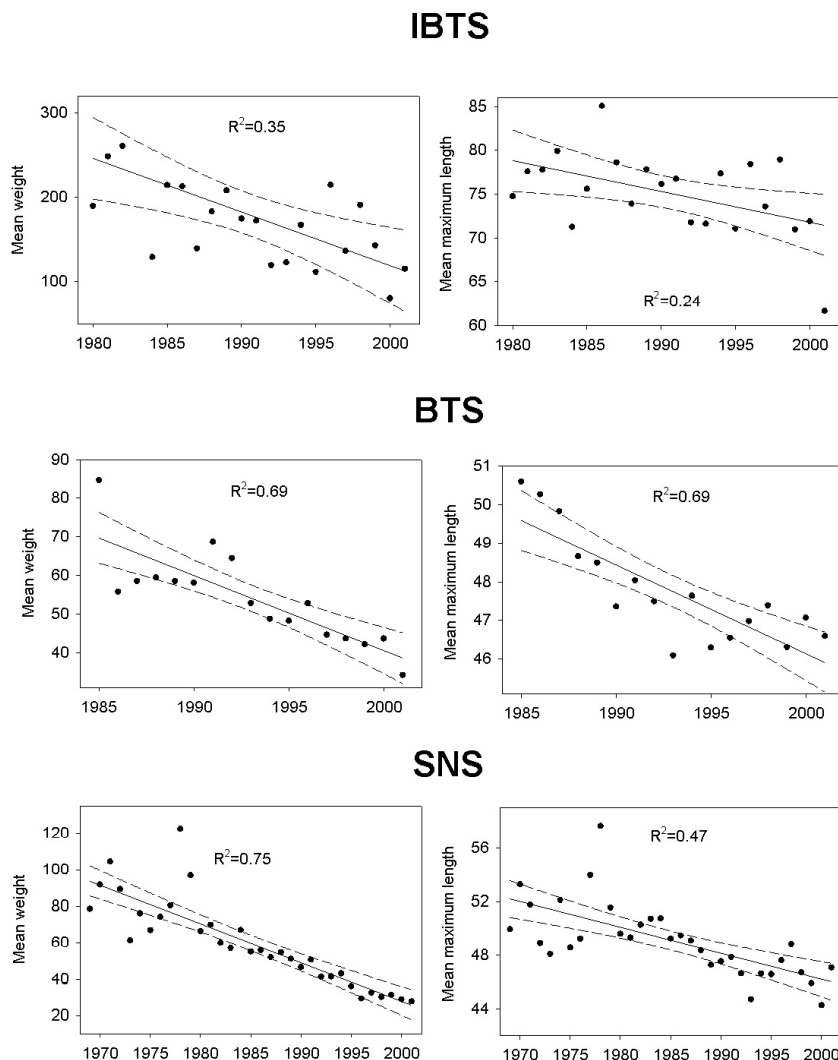 IBTS
Mean weight
300
200
100
R²=0.35
1980 1985 1990 1995 2000
Mean maximum length
85
80
75
70
65
60
R²=0.24
1980 1985 1990 1995 2000
BTS
Mean weight
90
80
70
60
50
40
R²=0.69
1985 1990 1995 2000
Mean maximum length
51
50
49
48
47
46
R²=0.69
1985 1990 1995 2000
SNS
Mean weight
120
100
80
60
40
20
R²=0.75
1970 1975 1980 1985 1990 1995 2000
Mean maximum length
56
52
48
44
R²=0.47
1970 1975 1980 1985 1990 1995 2000